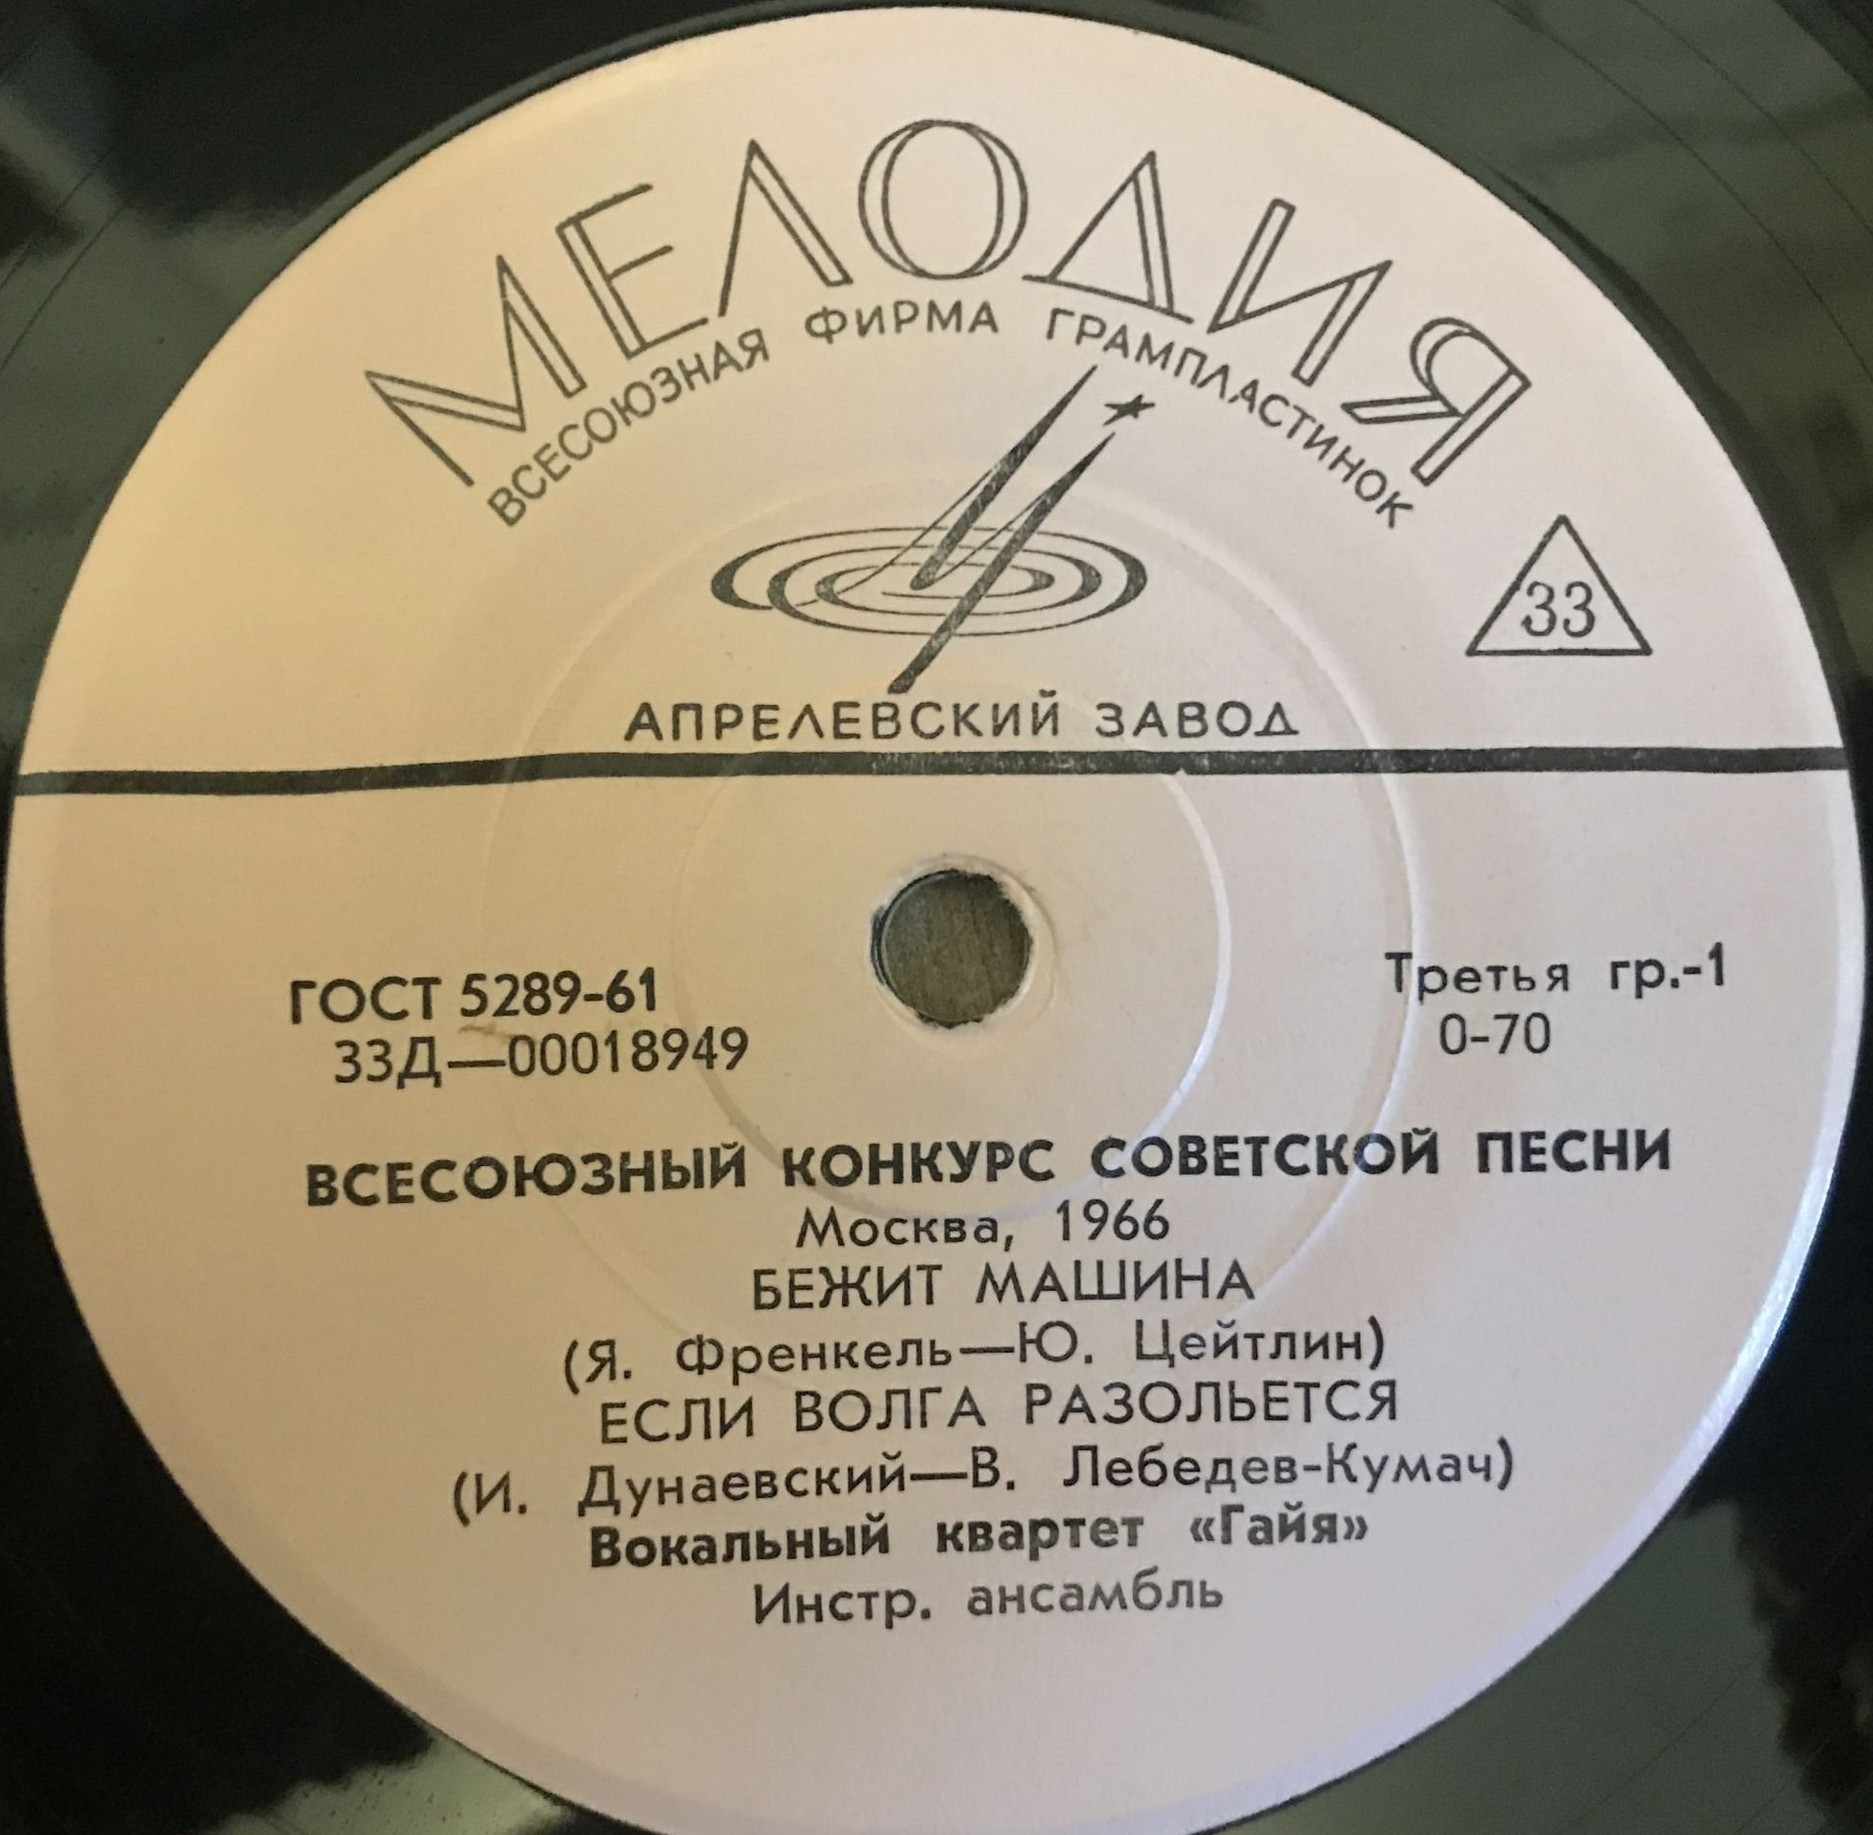 МЕЛОДИЯ
ВСЕСОЮЗНАЯ ФИРМА ГРАМПЛАСТИНОК
33
АПРЕЛЕВСКИЙ ЗАВОД
ГОСТ 5289-61
33Д—00018949
Третья гр.-1
0-70
ВСЕСОЮЗНЫЙ КОНКУРС СОВЕТСКОЙ ПЕСНИ
Москва, 1966
БЕЖИТ МАШИНА
(Я. Френкель—Ю. Цейтлин)
ЕСЛИ ВОЛГА РАЗОЛЬЕТСЯ
(И. Дунаевский—В. Лебедев-Кумач)
Вокальный квартет «Гайя»
Инстр. ансамбль